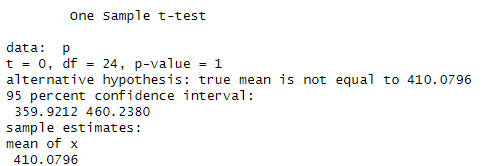 One Sample t-test
data: p
t = 0, df = 24, p-value = 1
alternative hypothesis: true mean is not equal to 410.0796
95 percent confidence interval:
359.9212 460.2380
sample estimates:
mean of x
410.0796